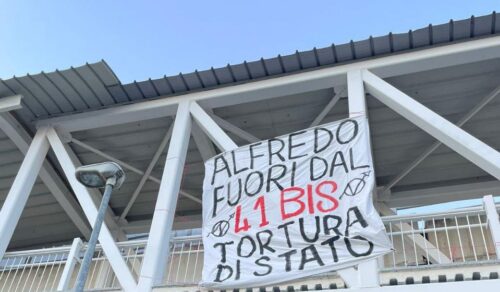 ALFREDO
FUORI DAL
41 BIS
TORTURA
DI STATO